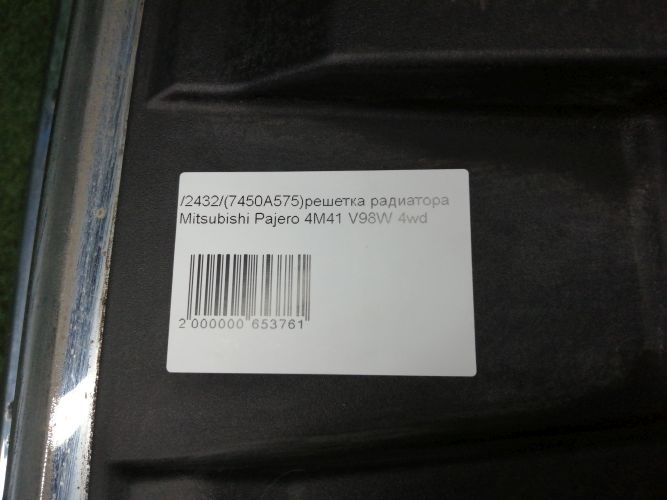 /2432/(7450A575)решетка радиатора
Mitsubishi Pajero 4M41 V98W 4wd
2 000000 653761